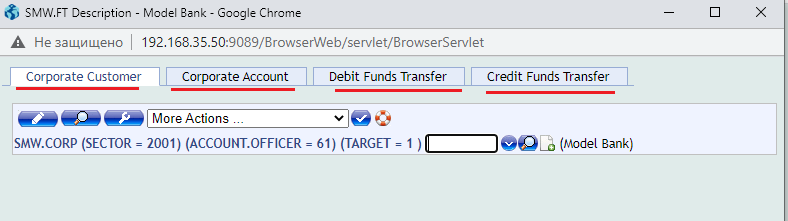 SMW.FT Description - Model Bank - Google Chrome
Не защищено | 192.168.35.50:9089/BrowserWeb/servlet/BrowserServlet
Corporate Customer Corporate Account Debit Funds Transfer Credit Funds Transfer
More Actions ...
SMW.CORP (SECTOR = 2001) (ACCOUNT.OFFICER = 61) (TARGET = 1 ) (Model Bank)